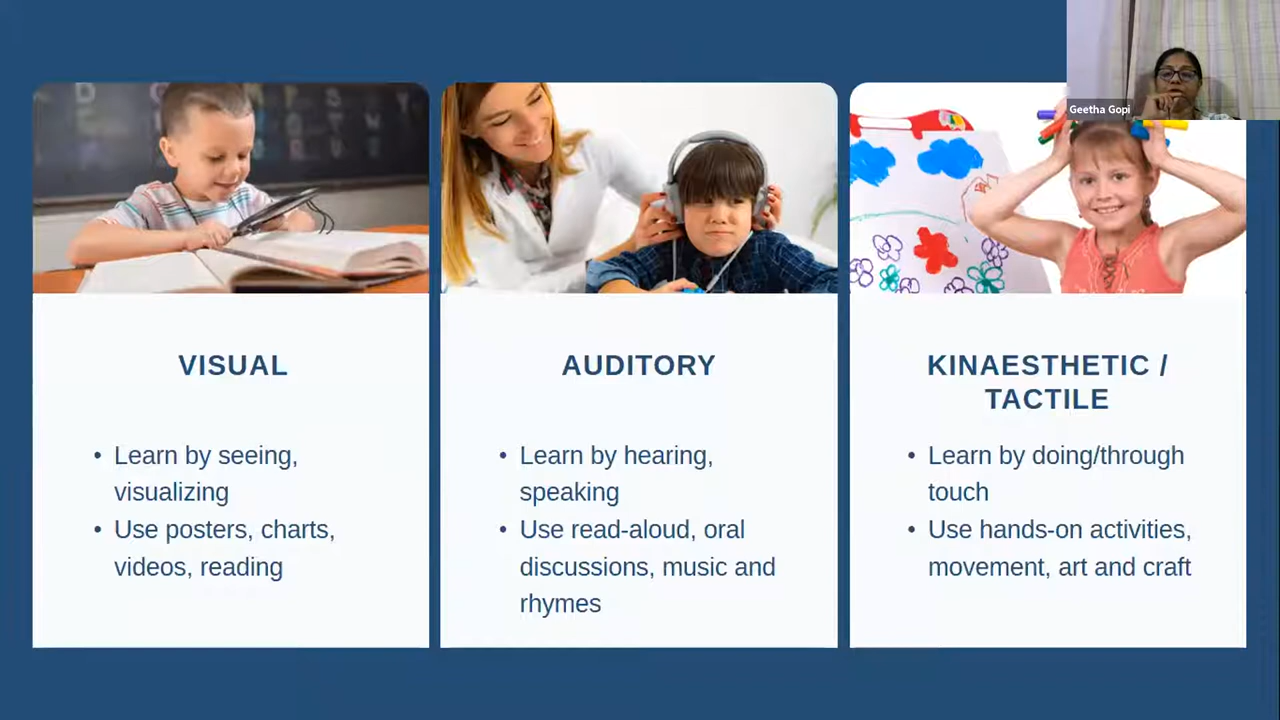 Geetha Gopi
VISUAL
• Learn by seeing,
visualizing
• Use posters, charts,
videos, reading
AUDITORY
• Learn by hearing,
speaking
• Use read-aloud, oral
discussions, music and
rhymes
KINAESTHETIC /
TACTILE
• Learn by doing/through
touch
• Use hands-on activities,
movement, art and craft